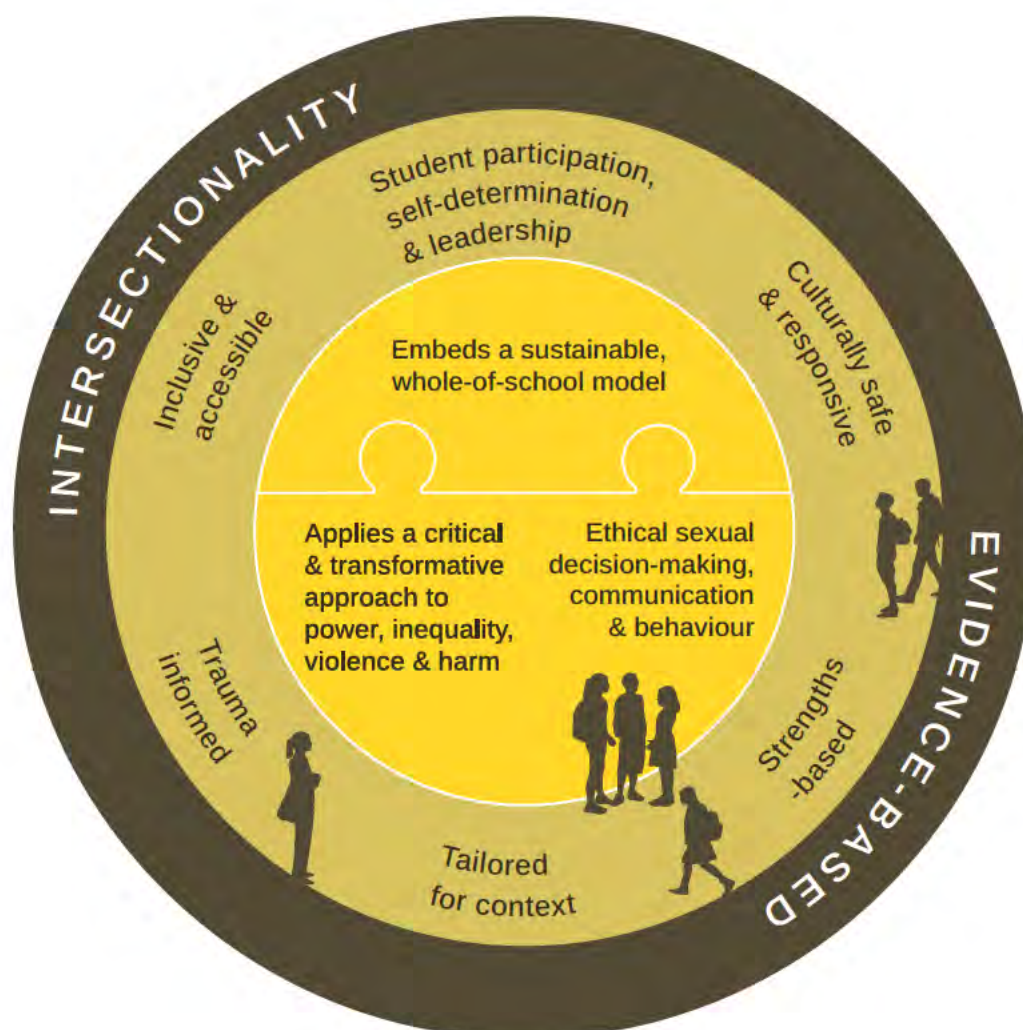 INTERSECTIONALITY
Student participation,
self-determination
& leadership
Inclusive &
accessible
Culturally safe
& responsive
Embeds a sustainable,
whole-of-school model
Applies a critical
& transformative
approach to
power, inequality,
violence & harm
Ethical sexual
decision-making,
communication
& behaviour
Trauma
informed
Strengths
-based
Tailored
for context
EVIDENCE-BASED